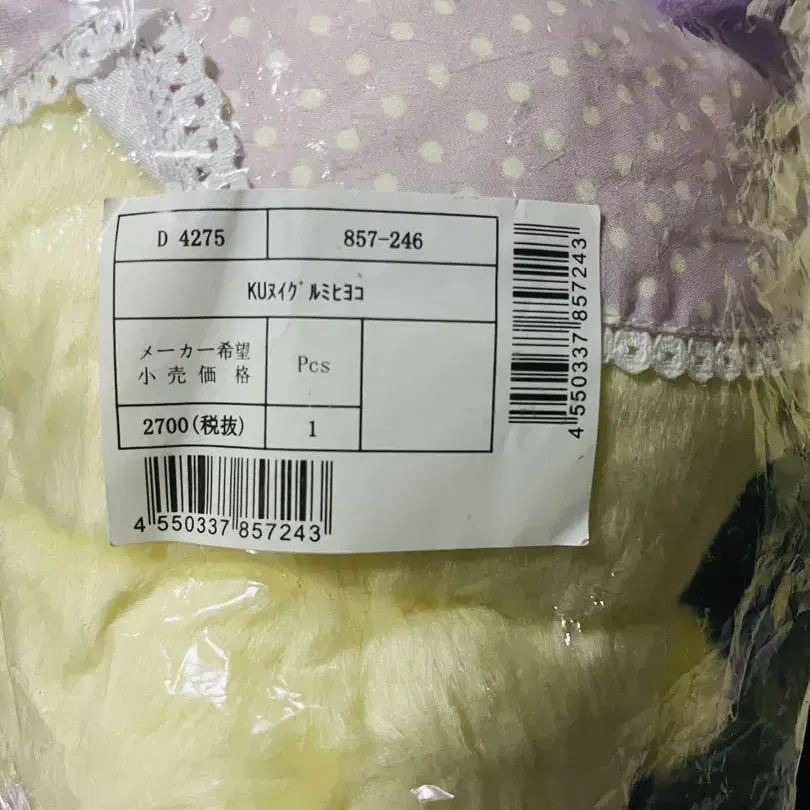 D 4275
857-246
KUﾇｲｸﾞﾙﾐﾋﾖｺ
メーカー希望
小売価格
Pcs
2700(税抜)
1
4 550337 857243
4 550337 857243